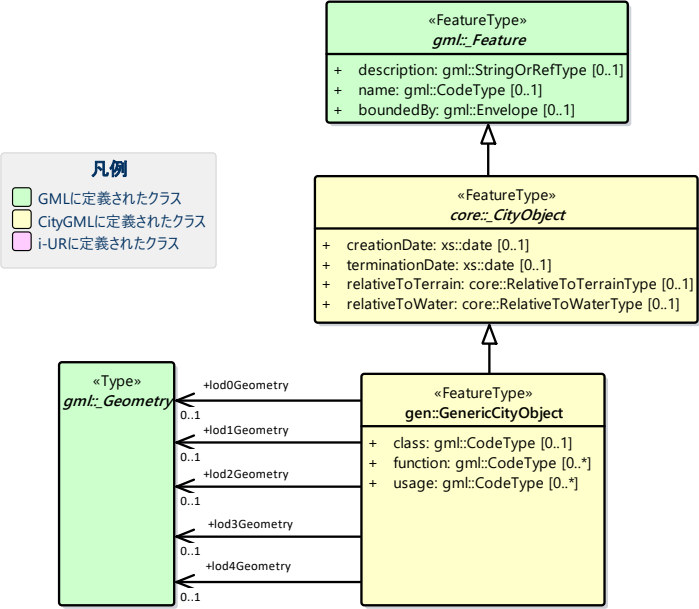 «FeatureType»
gml::_Feature
+ description: gml::StringOrRefType [0..1]
+ name: gml::CodeType [0..1]
+ boundedBy: gml::Envelope [0..1]
凡例
GMLに定義されたクラス
CityGMLに定義されたクラス
i-URに定義されたクラス
«FeatureType»
core::_CityObject
+ creationDate: xs::date [0..1]
+ terminationDate: xs::date [0..1]
+ relativeToTerrain: core::RelativeToTerrainType [0..1]
+ relativeToWater: core::RelativeToWaterType [0..1]
«Type»
gml::_Geometry
+lod0Geometry
0..1
+lod1Geometry
0..1
+lod2Geometry
0..1
+lod3Geometry
0..1
+lod4Geometry
0..1
«FeatureType»
gen::GenericCityObject
+ class: gml::CodeType [0..1]
+ function: gml::CodeType [0..*]
+ usage: gml::CodeType [0..*]